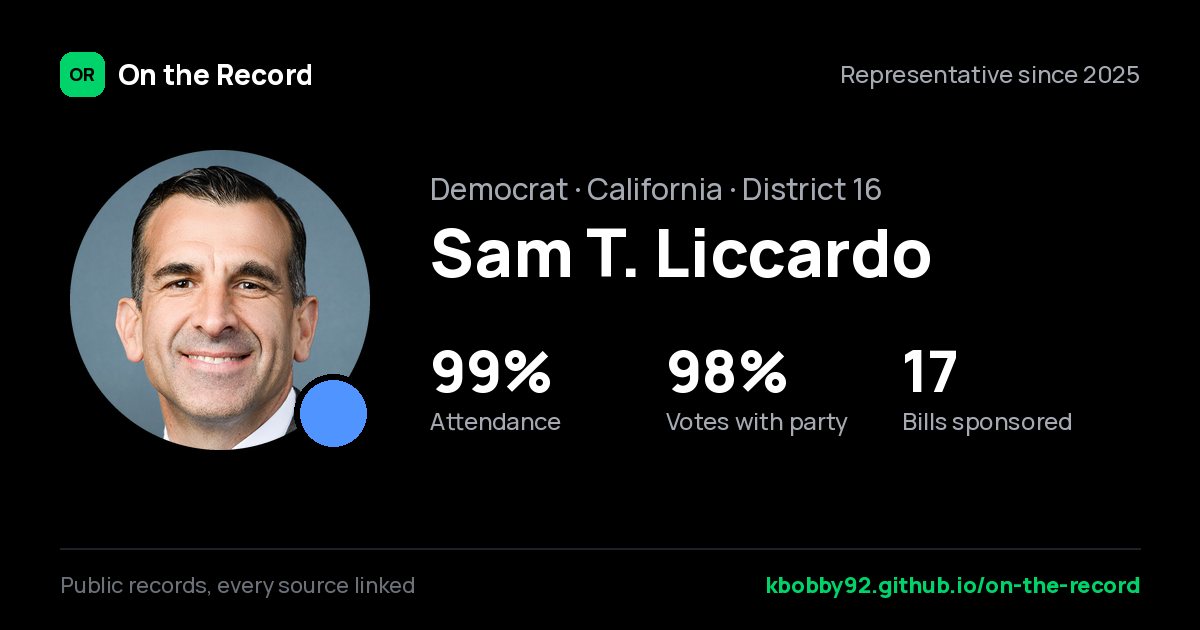 OR On the Record
Representative since 2025
Democrat · California · District 16
Sam T. Liccardo
99% 98% 17
Attendance Votes with party Bills sponsored
Public records, every source linked
kbobby92.github.io/on-the-record